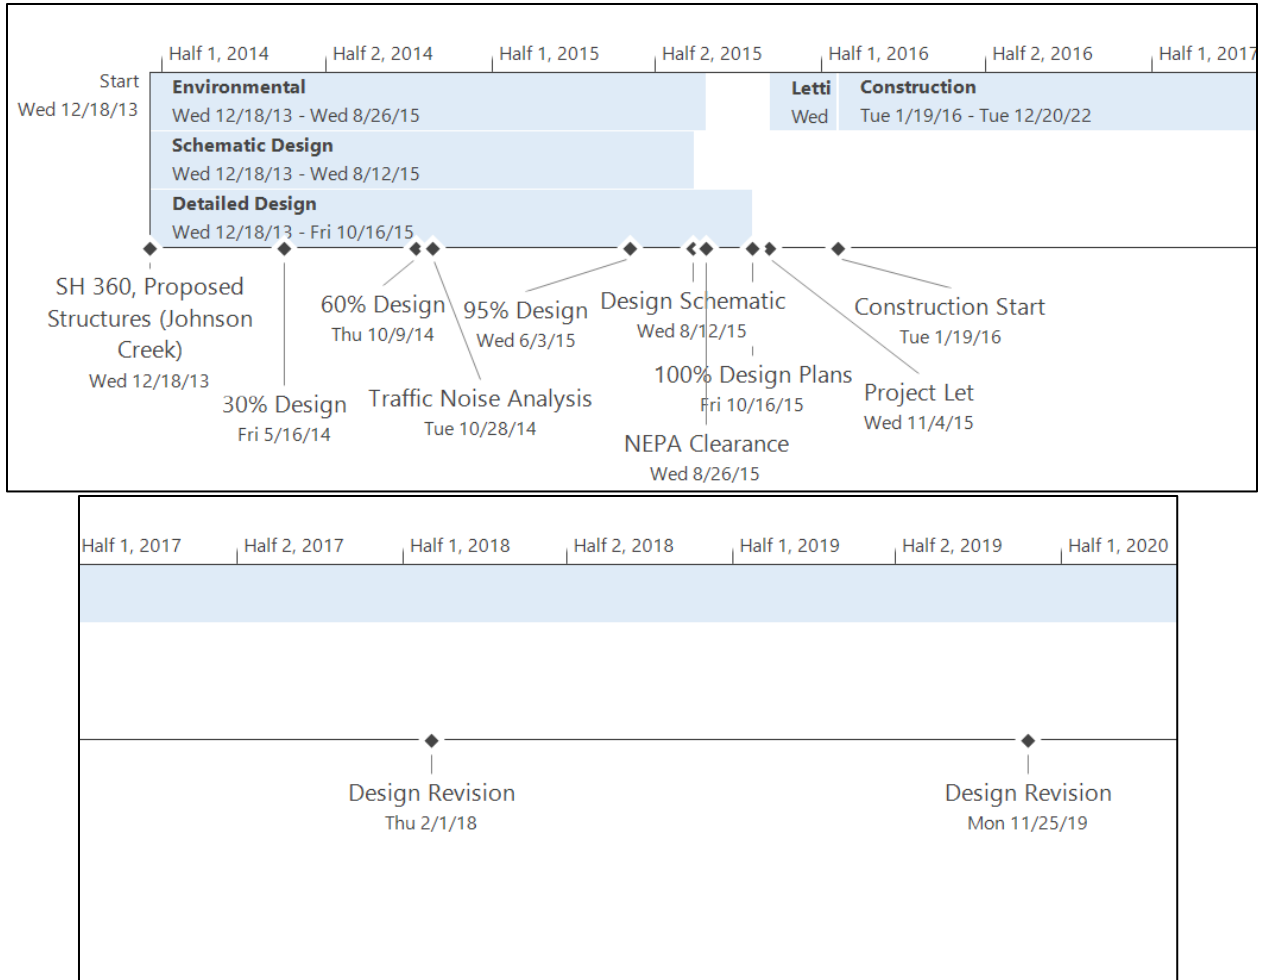 Half 1, 2014 Half 2, 2014 Half 1, 2015 Half 2, 2015 Half 1, 2016 Half 2, 2016 Half 1, 2017
Start
Wed 12/18/13
Environmental
Wed 12/18/13 - Wed 8/26/15
Letti
Wed
Construction
Tue 1/19/16 - Tue 12/20/22
Schematic Design
Wed 12/18/13 - Wed 8/12/15
Detailed Design
Wed 12/18/13 - Fri 10/16/15
SH 360, Proposed
Structures (Johnson
Creek)
Wed 12/18/13
30% Design
Fri 5/16/14
60% Design
Thu 10/9/14
Traffic Noise Analysis
Tue 10/28/14
95% Design
Wed 6/3/15
Design Schematic
Wed 8/12/15
100% Design Plans
Fri 10/16/15
NEPA Clearance
Wed 8/26/15
Construction Start
Tue 1/19/16
Project Let
Wed 11/4/15
Half 1, 2017 Half 2, 2017 Half 1, 2018 Half 2, 2018 Half 1, 2019 Half 2, 2019 Half 1, 2020
Design Revision
Thu 2/1/18
Design Revision
Mon 11/25/19